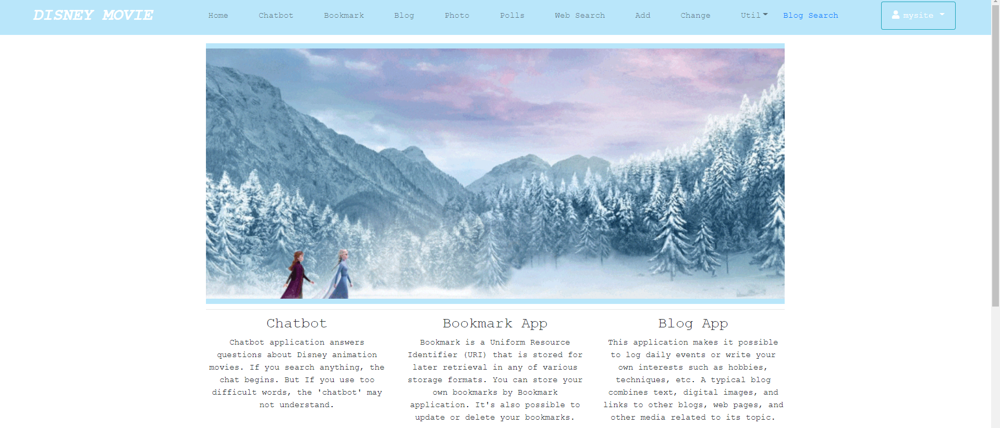 DISNEY MOVIE
Home Chatbot Bookmark Blog Photo Polls Web Search Add Change Util Blog Search mysite
Chatbot
Chatbot application answers
questions about Disney animation
movies. If you search anything, the
chat begins. But If you use too
difficult words, the 'chatbot' may
not understand.
Bookmark App
Bookmark is a Uniform Resource
Identifier (URI) that is stored for
later retrieval in any of various
storage formats. You can store your
own bookmarks by Bookmark
application. It's also possible to
update or delete your bookmarks.
Blog App
This application makes it possible
to log daily events or write your
own interests such as hobbies,
techniques, etc. A typical blog
combines text, digital images, and
links to other blogs, web pages, and
other media related to its topic.